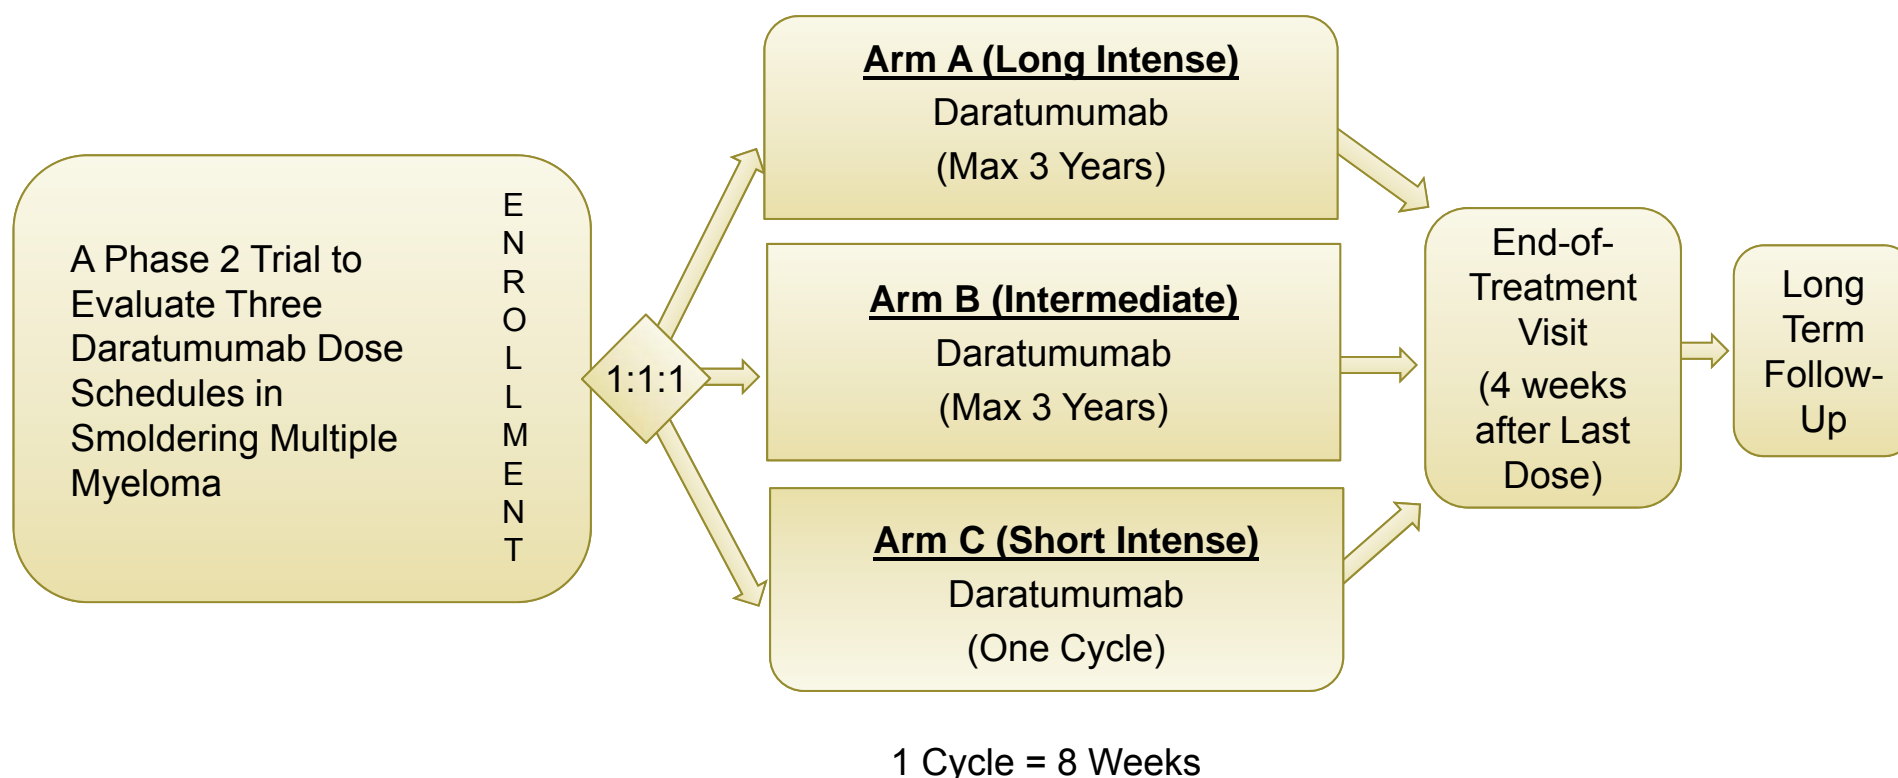 A Phase 2 Trial to
Evaluate Three
Daratumumab Dose
Schedules in
Smoldering Multiple
Myeloma
E
N
R
O
L
L
M
E
N
T
1:1:1
Arm A (Long Intense)
Daratumumab
(Max 3 Years)
Arm B (Intermediate)
Daratumumab
(Max 3 Years)
Arm C (Short Intense)
Daratumumab
(One Cycle)
End-of-
Treatment
Visit
(4 weeks
after Last
Dose)
Long
Term
Follow-
Up
1 Cycle = 8 Weeks